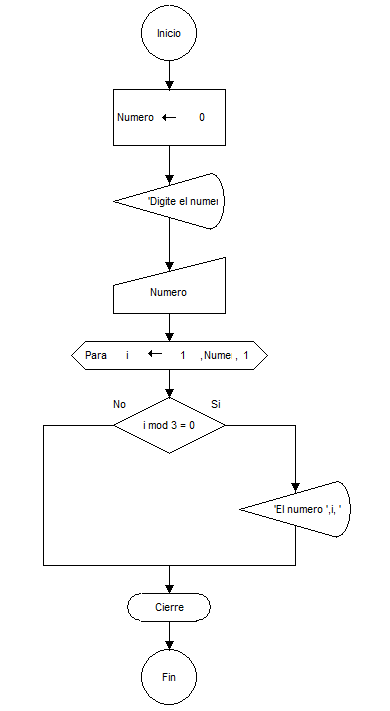 Inicio
Numero ← 0
'Digite el numer
Numero
Para i ← 1 ,Nume , 1
No Si
i mod 3 = 0
'El numero ',i, '
Cierre
Fin